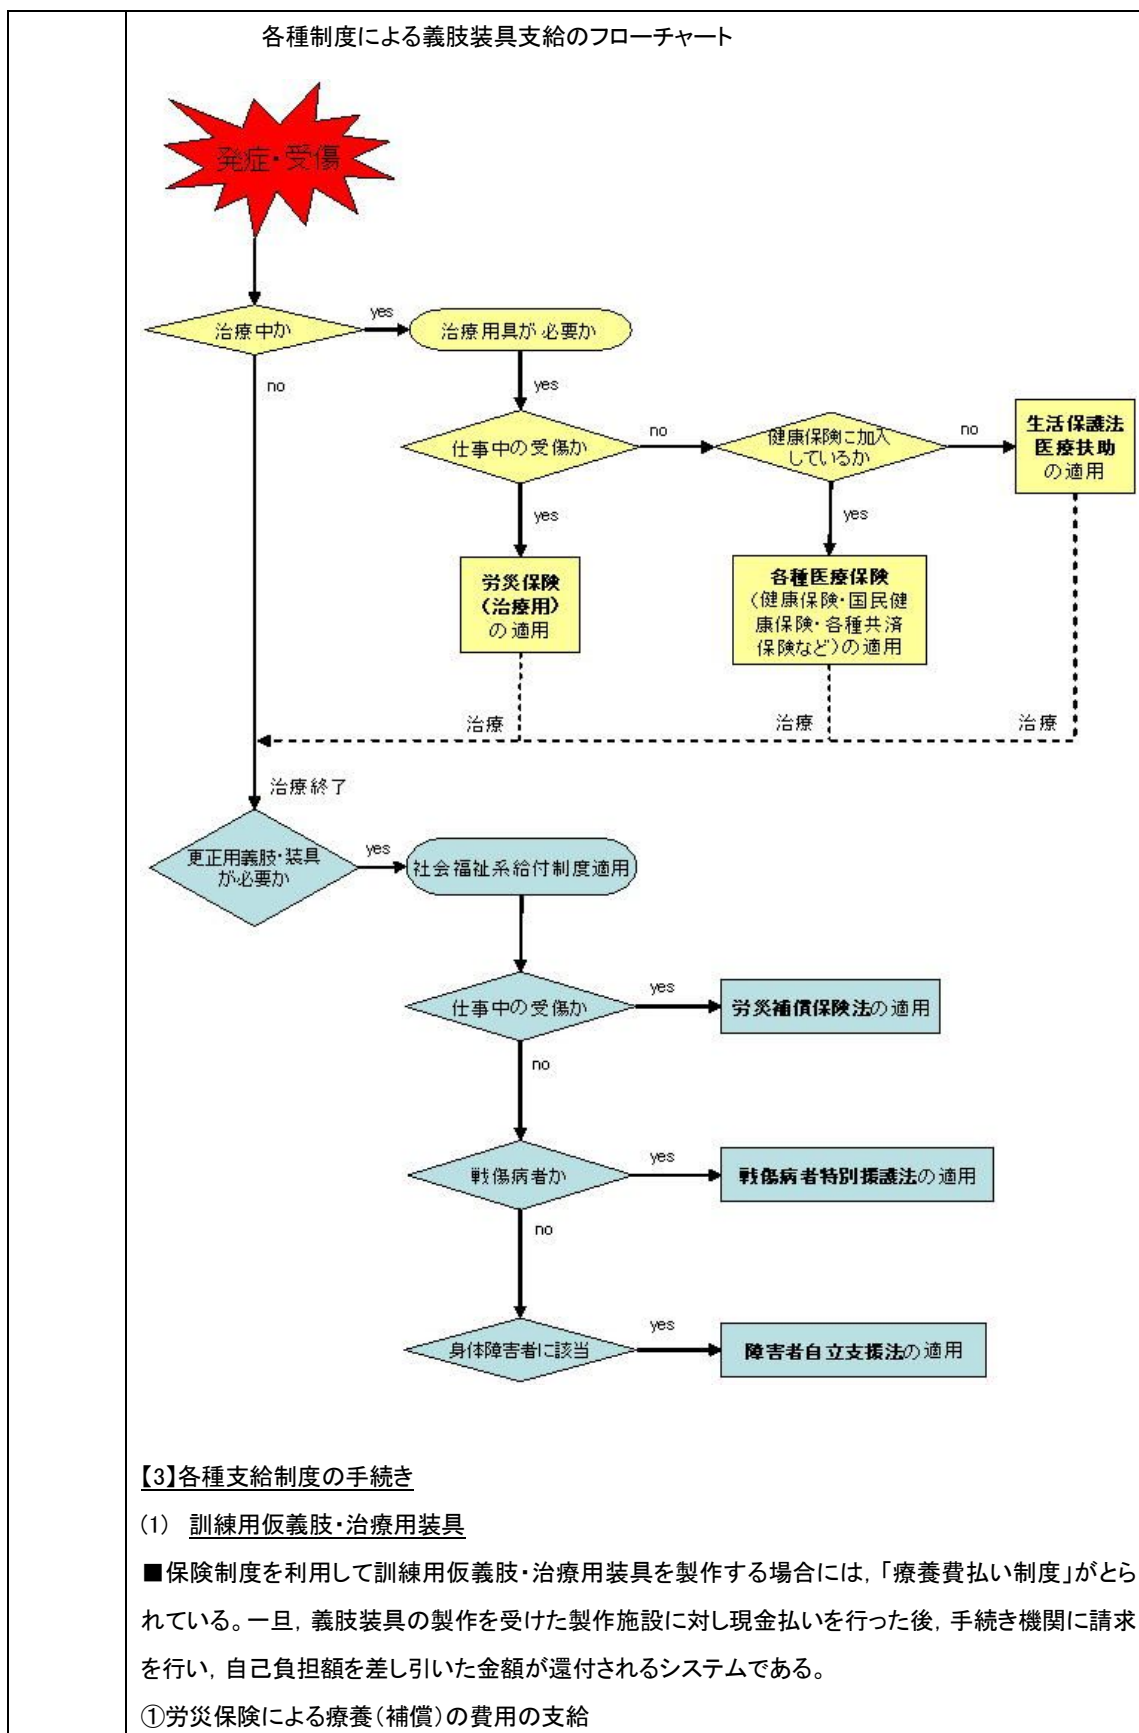 各種制度による義肢装具支給のフローチャート
発症・受傷
治療中か
yes
治療用具が必要か
no
yes
仕事中の受傷か
no
健康保険に加入
しているか
no
生活保護法
医療扶助
の適用
yes
yes
労災保険
(治療用)
の適用
各種医療保険
(健康保険・国民健
康保険・各種共済
保険など)の適用
治療
治療
治療
治療終了
更正用義肢・装具
が必要か
yes
社会福祉系給付制度適用
仕事中の受傷か
yes
労災補償保険法の適用
no
戦傷病者か
yes
戦傷病者特別援護法の適用
no
身体障害者に該当
yes
障害者自立支援法の適用
【3】各種支給制度の手続き
(1) 訓練用仮義肢・治療用装具
■保険制度を利用して訓練用仮義肢・治療用装具を製作する場合には,「療養費払い制度」がとら
れている。一旦,義肢装具の製作を受けた製作施設に対し現金払いを行った後,手続き機関に請求
を行い,自己負担額を差し引いた金額が還付されるシステムである。
①労災保険による療養(補償)の費用の支給